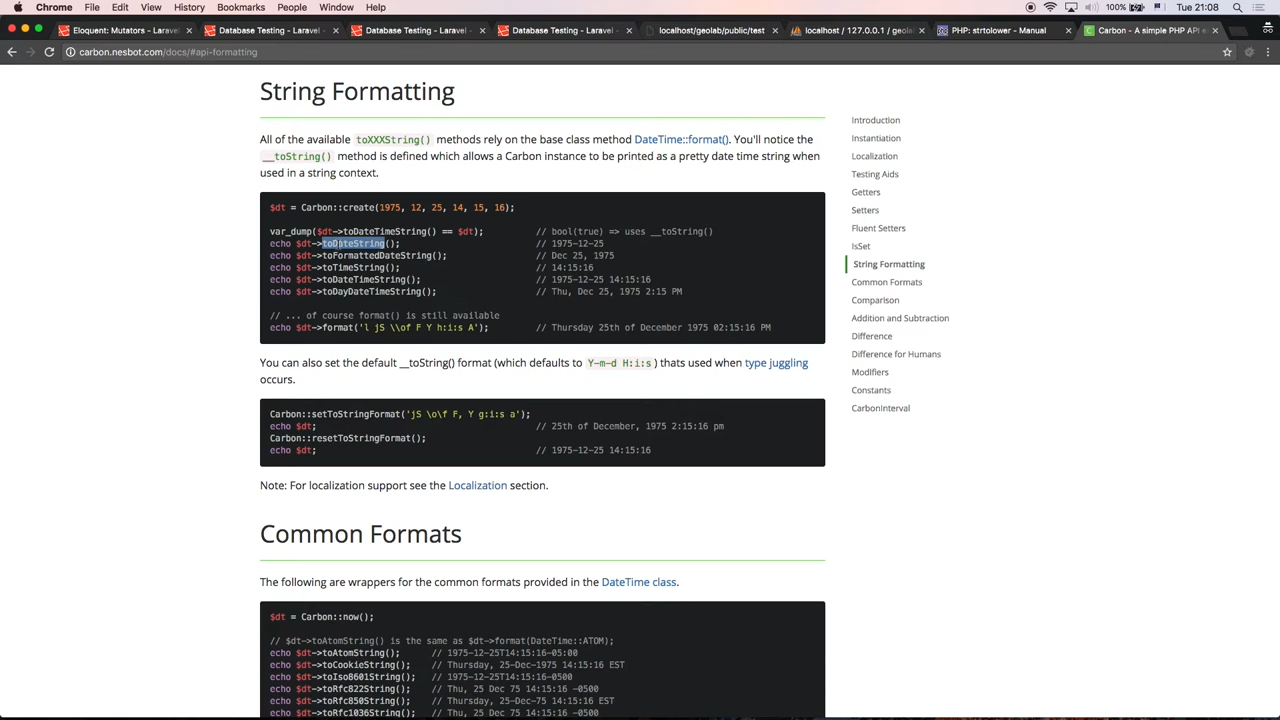 Chrome File Edit View History Bookmarks People Window Help 100% Tue 21:08
Eloquent: Mutators - Laravel
Database Testing - Laravel -
Database Testing - Laravel -
Database Testing - Laravel -
localhost/geolab/public/test
localhost / 127.0.0.1 / geola
PHP: strtolower - Manual
Carbon - A simple PHP API e
carbon.nesbot.com/docs/#api-formatting
String Formatting
All of the available toXXXString() methods rely on the base class method DateTime::format(). You'll notice the
__toString() method is defined which allows a Carbon instance to be printed as a pretty date time string when
used in a string context.
$dt = Carbon::create(1975, 12, 25, 14, 15, 16);
var_dump($dt->toDateTimeString() == $dt); // bool(true) => uses __toString()
echo $dt->toDateString(); // 1975-12-25
echo $dt->toFormattedDateString(); // Dec 25, 1975
echo $dt->toTimeString(); // 14:15:16
echo $dt->toDateTimeString(); // 1975-12-25 14:15:16
echo $dt->toDayDateTimeString(); // Thu, Dec 25, 1975 2:15 PM
// ... of course format() is still available
echo $dt->format('l jS \\of F Y h:i:s A'); // Thursday 25th of December 1975 02:15:16 PM
You can also set the default __toString() format (which defaults to Y-m-d H:i:s) thats used when type juggling
occurs.
Carbon::setToStringFormat('jS \o\f F, Y g:i:s a');
echo $dt; // 25th of December, 1975 2:15:16 pm
Carbon::resetToStringFormat();
echo $dt; // 1975-12-25 14:15:16
Note: For localization support see the Localization section.
Common Formats
The following are wrappers for the common formats provided in the DateTime class.
$dt = Carbon::now();
// $dt->toAtomString() is the same as $dt->format(DateTime::ATOM);
echo $dt->toAtomString(); // 1975-12-25T14:15:16-05:00
echo $dt->toCookieString(); // Thursday, 25-Dec-1975 14:15:16 EST
echo $dt->toIso8601String(); // 1975-12-25T14:15:16-0500
echo $dt->toRfc822String(); // Thu, 25 Dec 75 14:15:16 -0500
echo $dt->toRfc850String(); // Thursday, 25-Dec-75 14:15:16 EST
echo $dt->toRfc1036String(); // Thu, 25 Dec 75 14:15:16 -0500
Introduction
Instantiation
Localization
Testing Aids
Getters
Setters
Fluent Setters
IsSet
String Formatting
Common Formats
Comparison
Addition and Subtraction
Difference
Difference for Humans
Modifiers
Constants
CarbonInterval